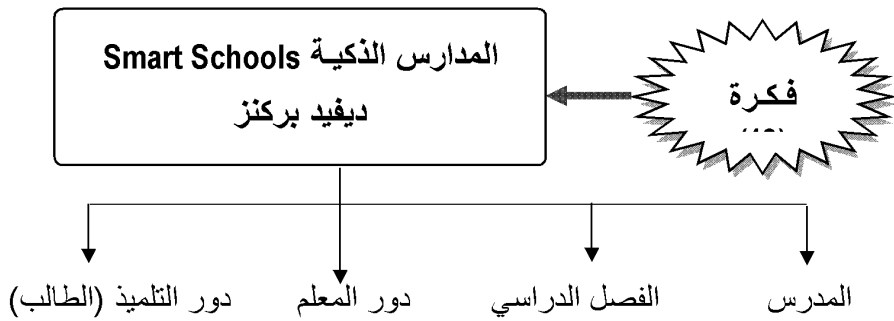 المدارس الذكية Smart Schools
ديفيد بركنز
فكرة
المدرس
الفصل الدراسي
دور المعلم
دور التلميذ (الطالب)